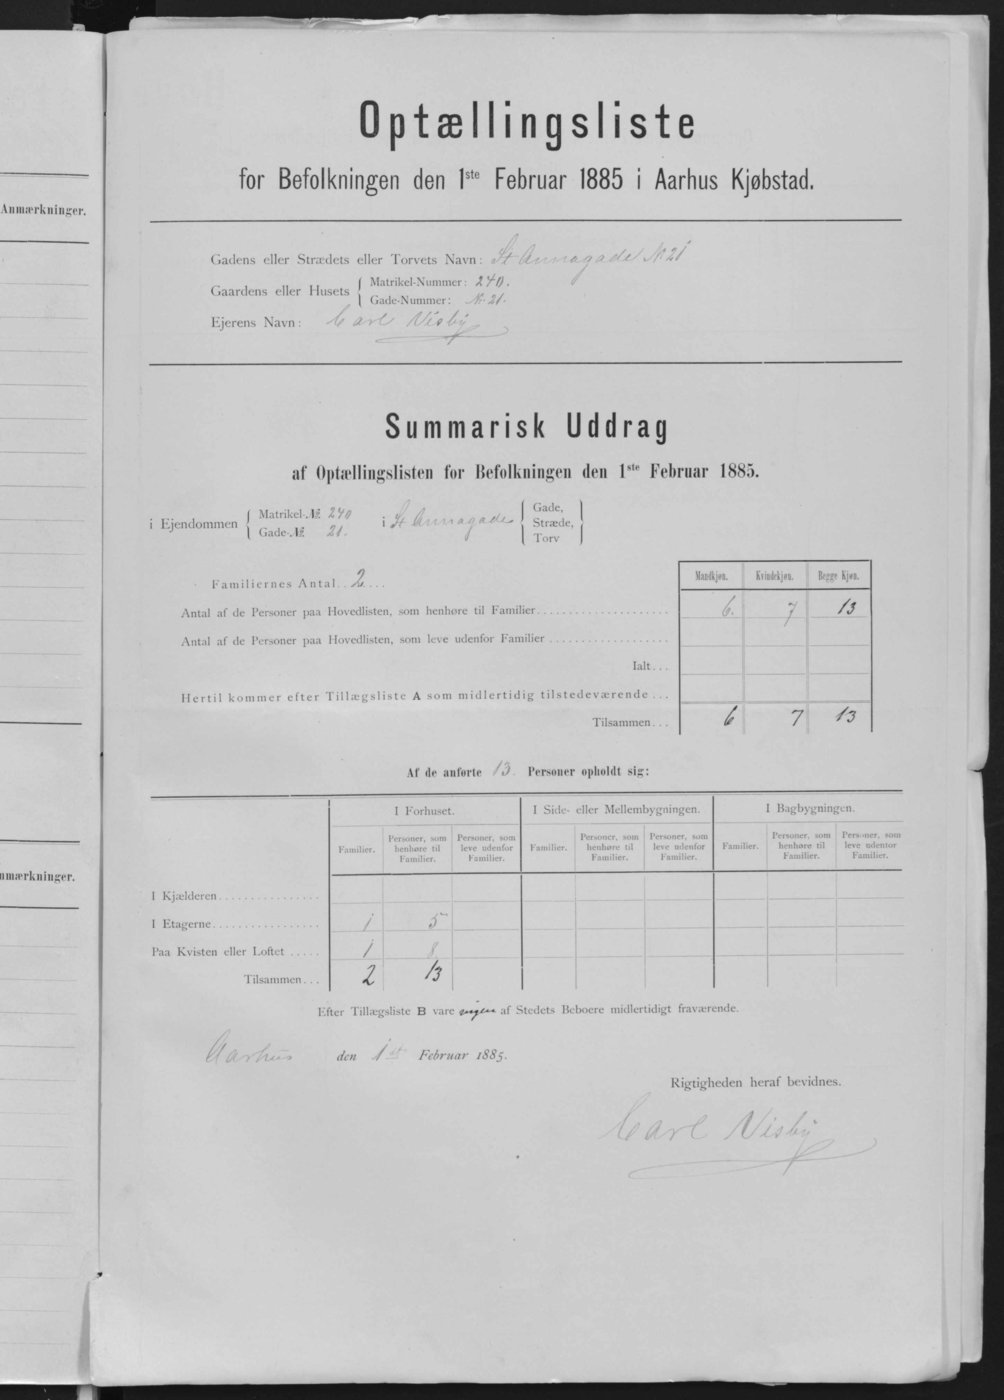 Anmærkninger.
nmærkninger.
Optællingsliste
for Befolkningen den 1ste Februar 1885 i Aarhus Kjøbstad.
Gadens eller Strædets eller Torvets Navn: St Annagade N. 21
Gaardens eller Husets { Matrikel-Nummer: 240.
Gade-Nummer: N. 21.
Ejerens Navn: Carl Visby
Summarisk Uddrag
af Optællingslisten for Befolkningen den 1ste Februar 1885.
i Ejendommen { Matrikel-№ 240
Gade-№ 21.
i St Annagade { Gade,
Stræde,
Torv }
Familiernes Antal.. 2 ...
Mandkjøn. Kvindekjøn. Begge Kjøn.
Antal af de Personer paa Hovedlisten, som henhøre til Familier... 6. 7 13
Antal af de Personer paa Hovedlisten, som leve udenfor Familier...
Ialt...
Hertil kommer efter Tillægsliste A som midlertidig tilstedeværende...
Tilsammen... 6 7 13
Af de anførte 13. Personer opholdt sig:
I Forhuset. I Side- eller Mellembygningen. I Bagbygningen.
Familier. Personer, som henhøre til Familier. Personer, som leve udenfor Familier. Familier. Personer, som henhøre til Familier. Personer, som leve udenfor Familier. Familier. Personer, som henhøre til Familier. Personer, som leve udenfor Familier.
I Kjælderen...
I Etagerne... 1 5
Paa Kvisten eller Loftet... 1 8
Tilsammen... 2 13
Efter Tillægsliste B vare ingen af Stedets Beboere midlertidigt fraværende.
Aarhus den 1st Februar 1885.
Rigtigheden heraf bevidnes.
Carl Visby